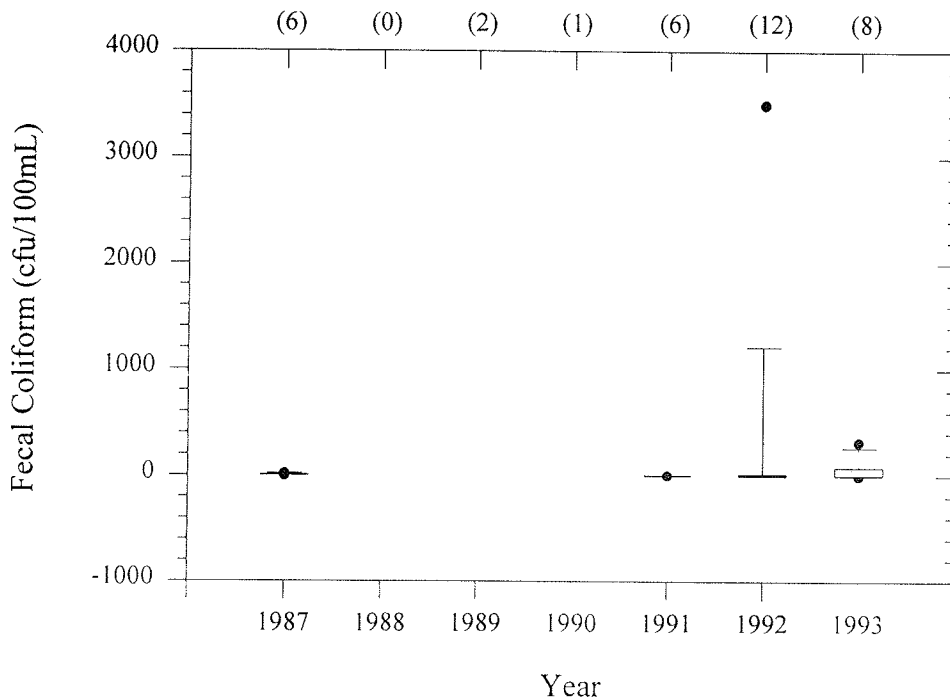 (6) (0) (2) (1) (6) (12) (8)
4000
3000
2000
1000
0
-1000
Fecal Coliform (cfu/100mL)
1987 1988 1989 1990 1991 1992 1993
Year